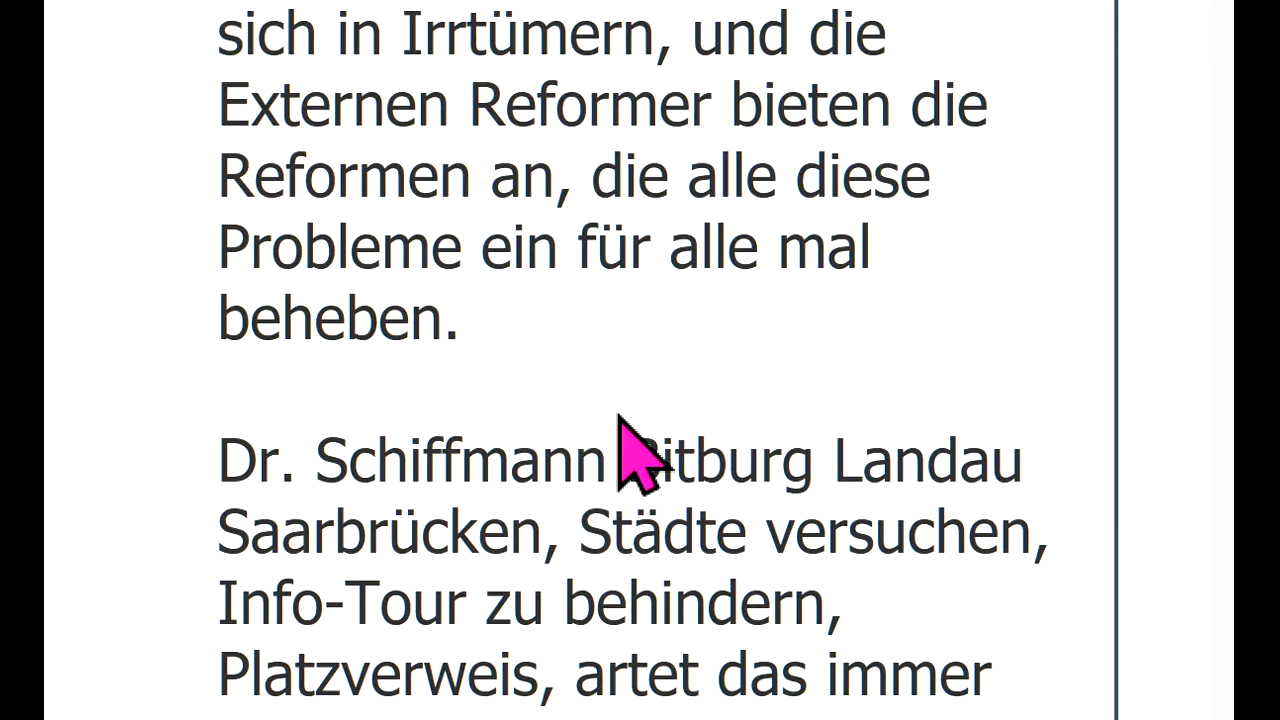 sich in Irrtümern, und die
Externen Reformer bieten die
Reformen an, die alle diese
Probleme ein für alle mal
beheben.
Dr. Schiffmann Bitburg Landau
Saarbrücken, Städte versuchen,
Info-Tour zu behindern,
Platzverweis, artet das immer